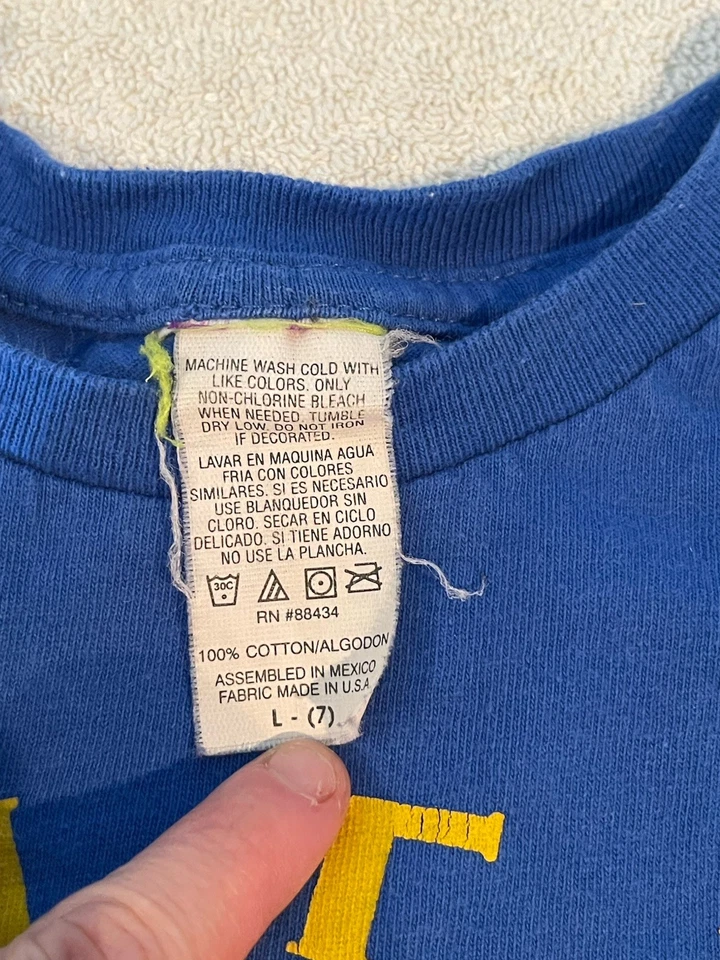 MACHINE WASH COLD WITH
LIKE COLORS. ONLY
NON-CHLORINE BLEACH
WHEN NEEDED. TUMBLE
DRY LOW. DO NOT IRON
IF DECORATED.
LAVAR EN MAQUINA AGUA
FRIA CON COLORES
SIMILARES. SI ES NECESARIO
USE BLANQUEDOR SIN
CLORO. SECAR EN CICLO
DELICADO. SI TIENE ADORNO
NO USE LA PLANCHA.
30C
RN #88434
100% COTTON/ALGODON
ASSEMBLED IN MEXICO
FABRIC MADE IN U.S.A
L - (7)